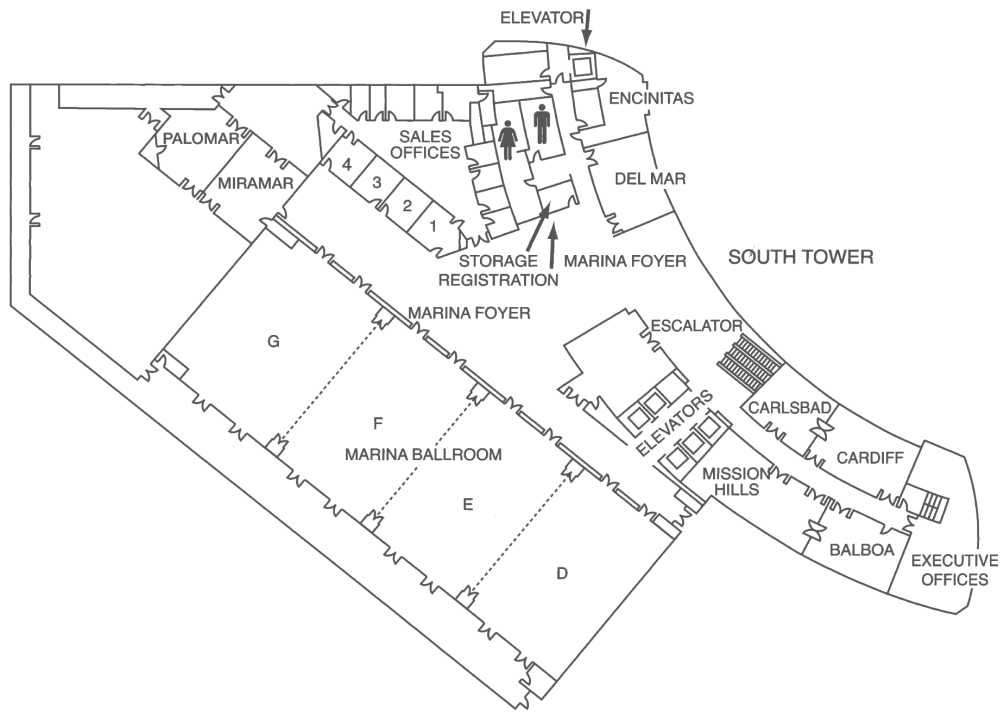 ELEVATOR
ENCINITAS
PALOMAR
SALES
OFFICES
MIRAMAR
4
3
2
1
DEL MAR
STORAGE
REGISTRATION
MARINA FOYER
SOUTH TOWER
MARINA FOYER
ESCALATOR
G
F
MARINA BALLROOM
E
D
ELEVATORS
CARLSBAD
CARDIFF
MISSION
HILLS
BALBOA
EXECUTIVE
OFFICES